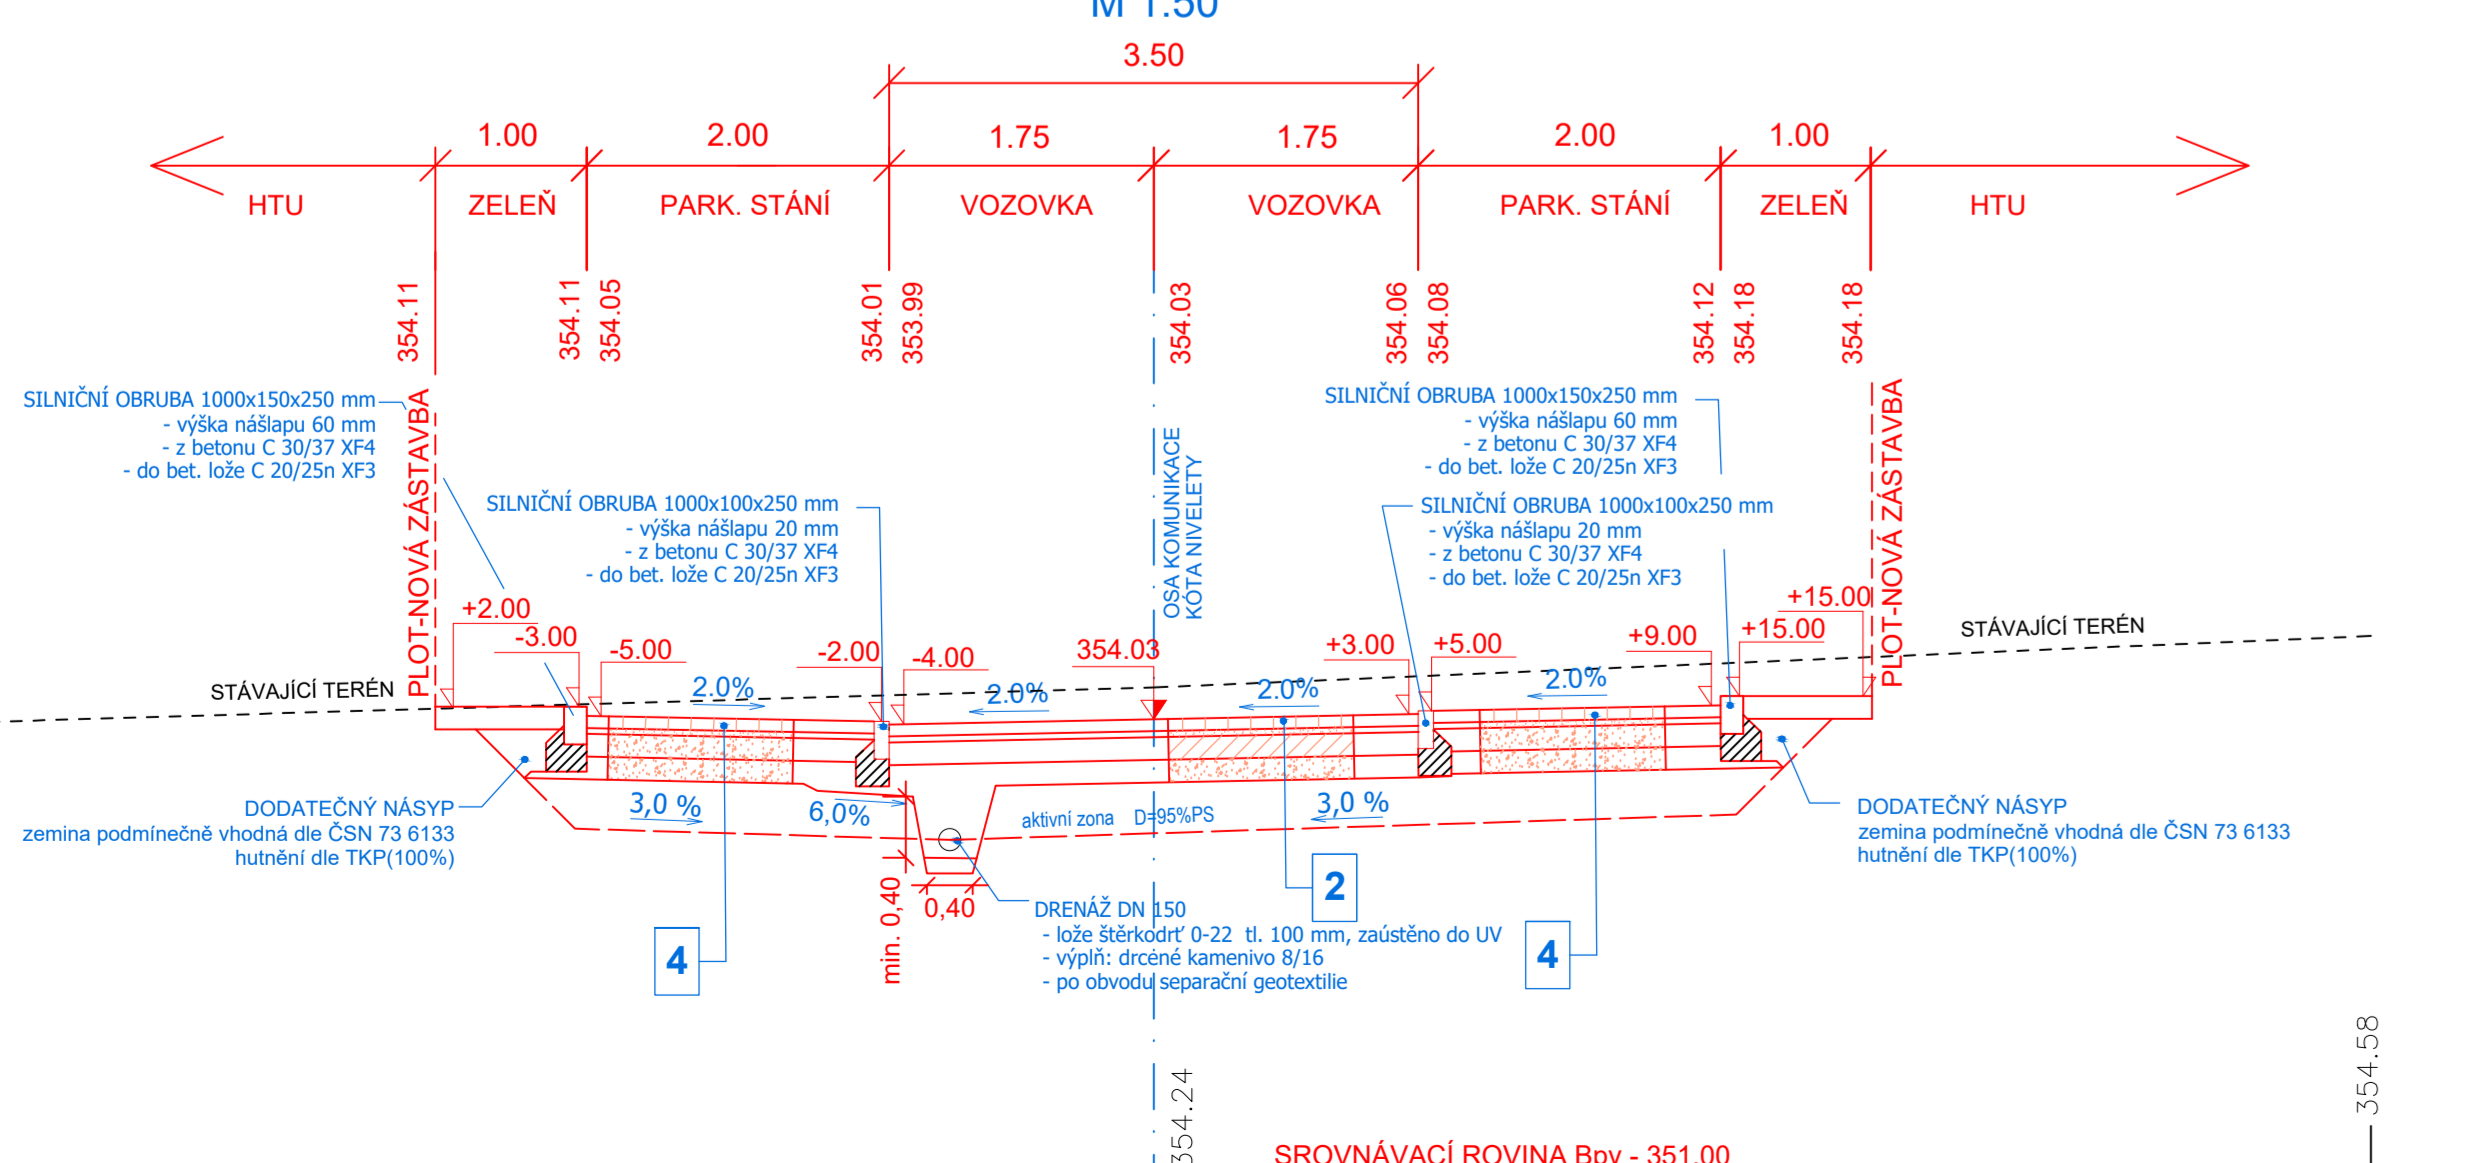 M 1:50
3.50
1.00
2.00
1.75
1.75
2.00
1.00
HTU
ZELEŇ
PARK. STÁNÍ
VOZOVKA
VOZOVKA
PARK. STÁNÍ
ZELEŇ
HTU
354.11
354.11
354.05
354.01
353.99
354.03
354.06
354.08
354.12
354.18
354.18
SILNIČNÍ OBRUBA 1000x150x250 mm
- výška nášlapu 60 mm
- z betonu C 30/37 XF4
- do bet. lože C 20/25n XF3
PLOT-NOVÁ ZÁSTAVBA
SILNIČNÍ OBRUBA 1000x100x250 mm
- výška nášlapu 20 mm
- z betonu C 30/37 XF4
- do bet. lože C 20/25n XF3
OSA KOMUNIKACE
KÓTA NIVELETY
SILNIČNÍ OBRUBA 1000x150x250 mm
- výška nášlapu 60 mm
- z betonu C 30/37 XF4
- do bet. lože C 20/25n XF3
SILNIČNÍ OBRUBA 1000x100x250 mm
- výška nášlapu 20 mm
- z betonu C 30/37 XF4
- do bet. lože C 20/25n XF3
PLOT-NOVÁ ZÁSTAVBA
+2.00
-3.00
-5.00
-2.00
-4.00
354.03
+3.00
+5.00
+9.00
+15.00
+15.00
STÁVAJÍCÍ TERÉN
STÁVAJÍCÍ TERÉN
2.0%
2.0%
2.0%
2.0%
DODATEČNÝ NÁSYP
zemina podmínečně vhodná dle ČSN 73 6133
hutnění dle TKP(100%)
3,0 %
6,0%
aktivní zona D=95%PS
3,0 %
DODATEČNÝ NÁSYP
zemina podmínečně vhodná dle ČSN 73 6133
hutnění dle TKP(100%)
min. 0,40
0,40
2
4
4
DRENÁŽ DN 150
- lože štěrkodrť 0-22 tl. 100 mm, zaústěno do UV
- výplň: drcené kamenivo 8/16
- po obvodu separační geotextilie
354.24
354.58
SROVNÁVACÍ ROVINA Bpv - 351.00